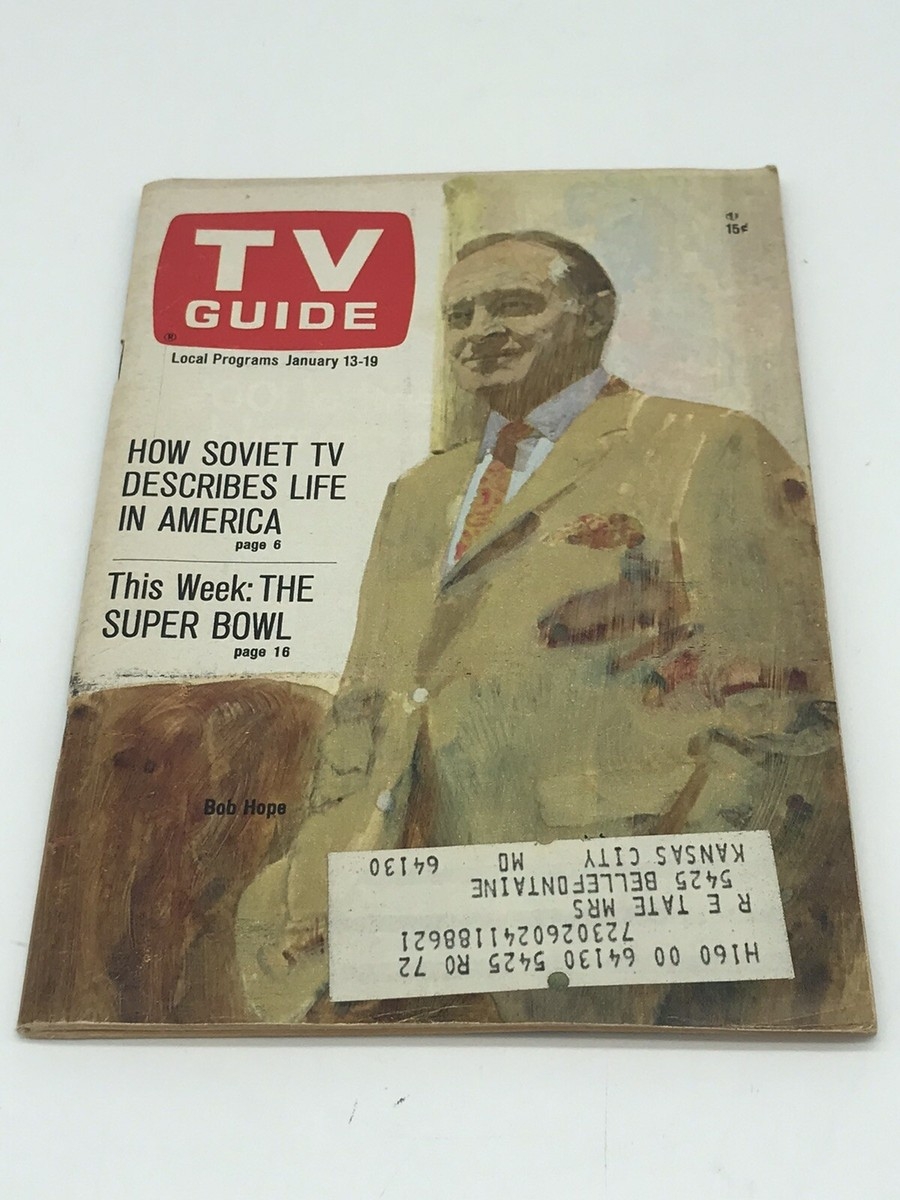 TV
GUIDE
®
Local Programs January 13-19
15¢
HOW SOVIET TV
DESCRIBES LIFE
IN AMERICA
page 6
This Week: THE
SUPER BOWL
page 16
Bob Hope
H160 00 64130 5425 R0 72
7230260241188621
R E TATE MRS
5425 BELLEFONTAINE
KANSAS CITY MO 64130